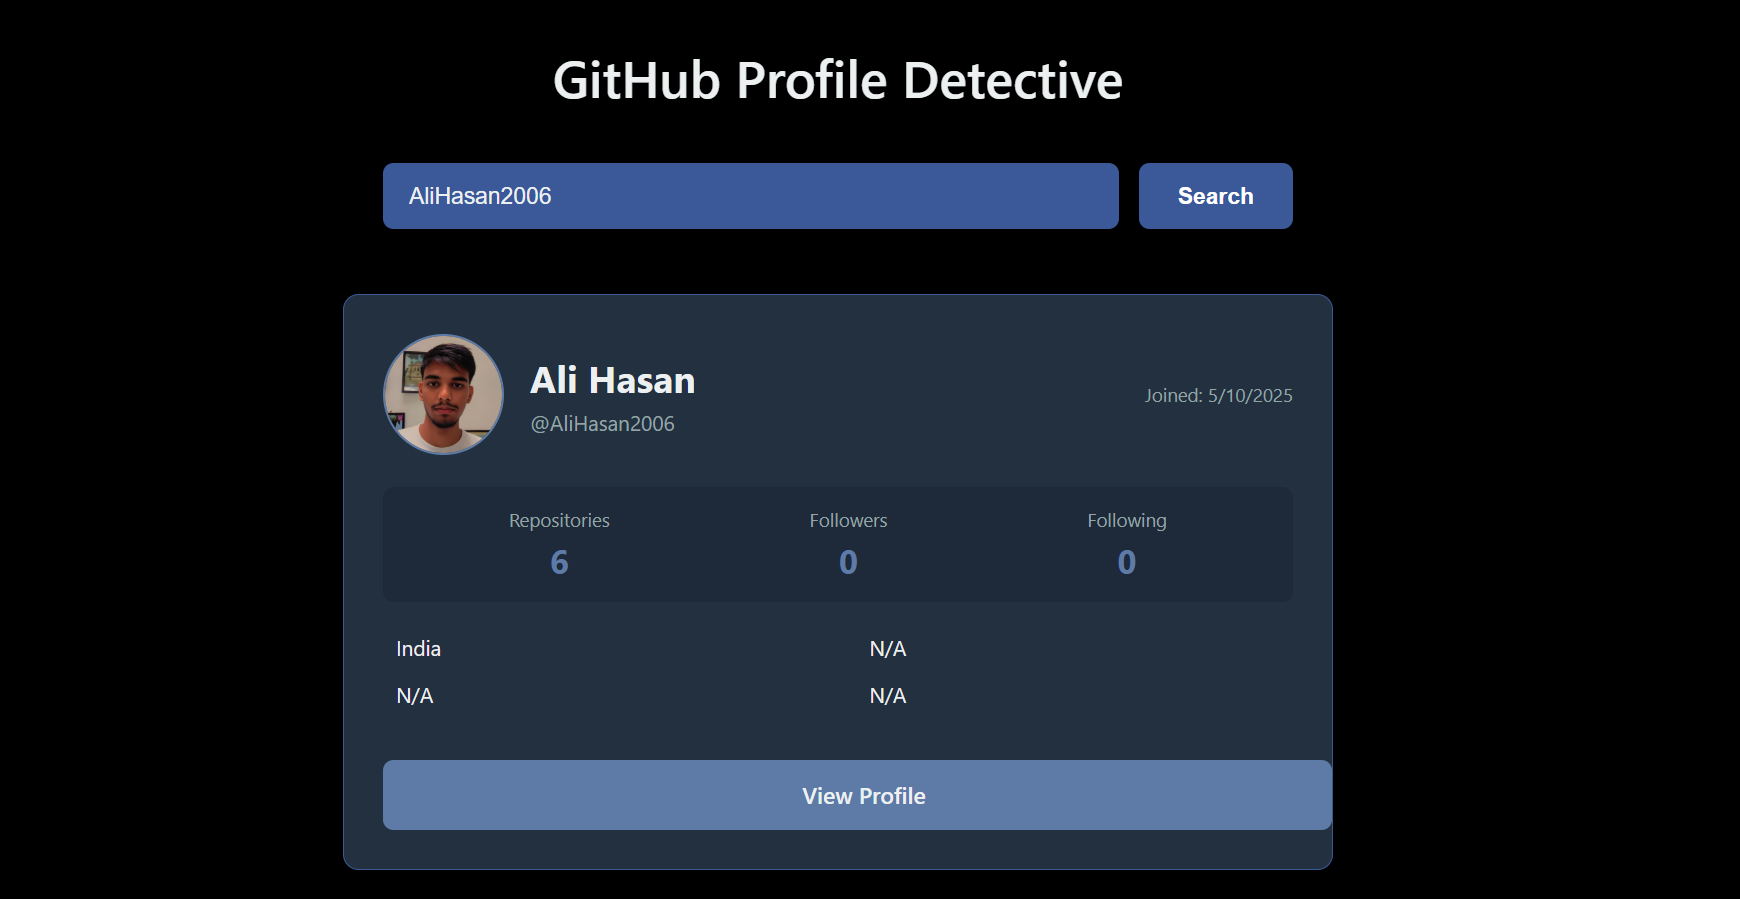 GitHub Profile Detective
AliHasan2006
Search
Ali Hasan
@AliHasan2006
Joined: 5/10/2025
Repositories Followers Following
6 0 0
India N/A
N/A N/A
View Profile